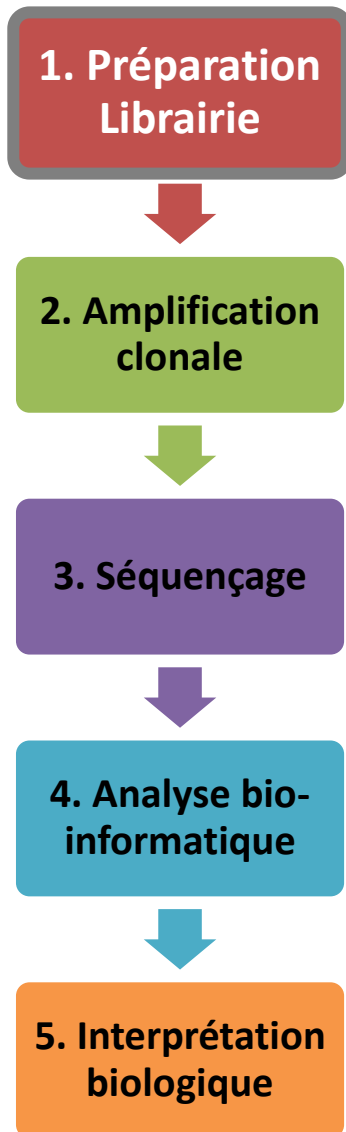 1. Préparation
Librairie
2. Amplification
clonale
3. Séquençage
4. Analyse bio-
informatique
5. Interprétation
biologique